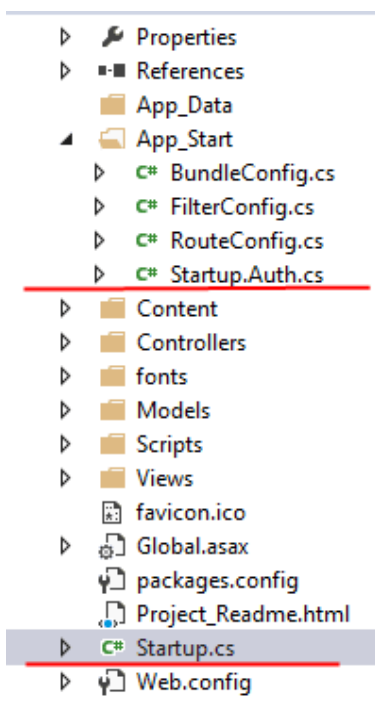 Properties
References
App_Data
App_Start
C# BundleConfig.cs
C# FilterConfig.cs
C# RouteConfig.cs
C# Startup.Auth.cs
Content
Controllers
fonts
Models
Scripts
Views
favicon.ico
Global.asax
packages.config
Project_Readme.html
C# Startup.cs
Web.config